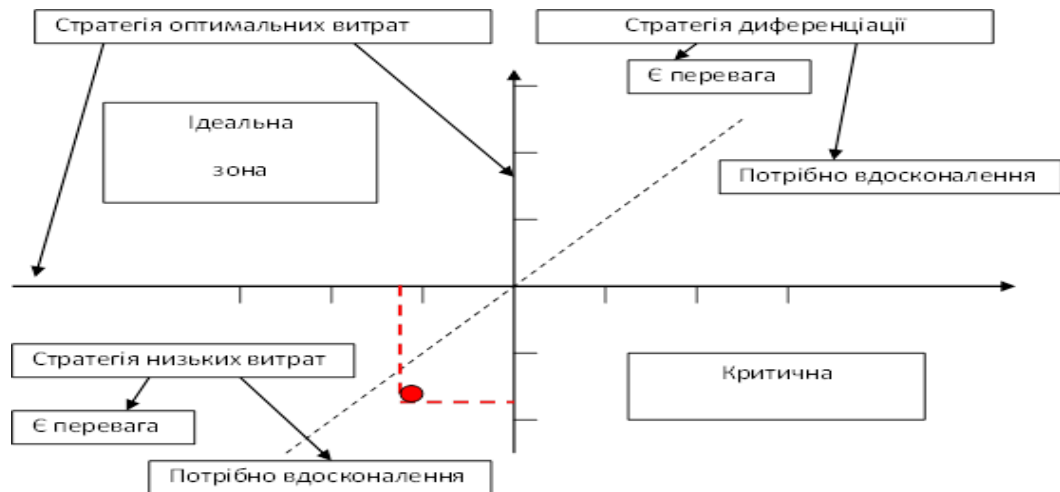 Стратегія оптимальних витрат
Стратегія диференціації
Є перевага
Ідеальна
зона
Потрібно вдосконалення
Стратегія низьких витрат
Критична
Є перевага
Потрібно вдосконалення